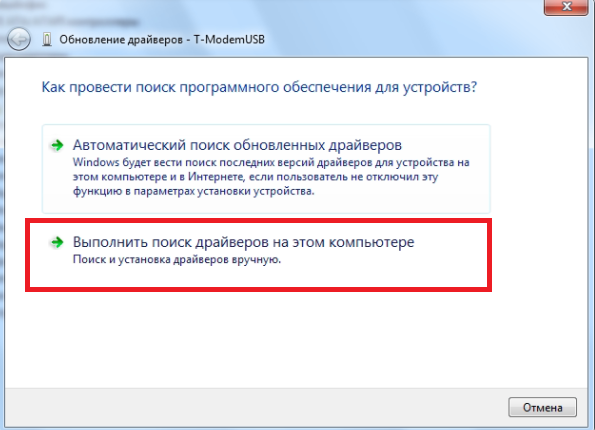 Обновление драйверов - T-ModemUSB
Как провести поиск программного обеспечения для устройств?
Автоматический поиск обновленных драйверов
Windows будет вести поиск последних версий драйверов для устройства на
этом компьютере и в Интернете, если пользователь не отключил эту
функцию в параметрах установки устройства.
Выполнить поиск драйверов на этом компьютере
Поиск и установка драйверов вручную.
Отмена